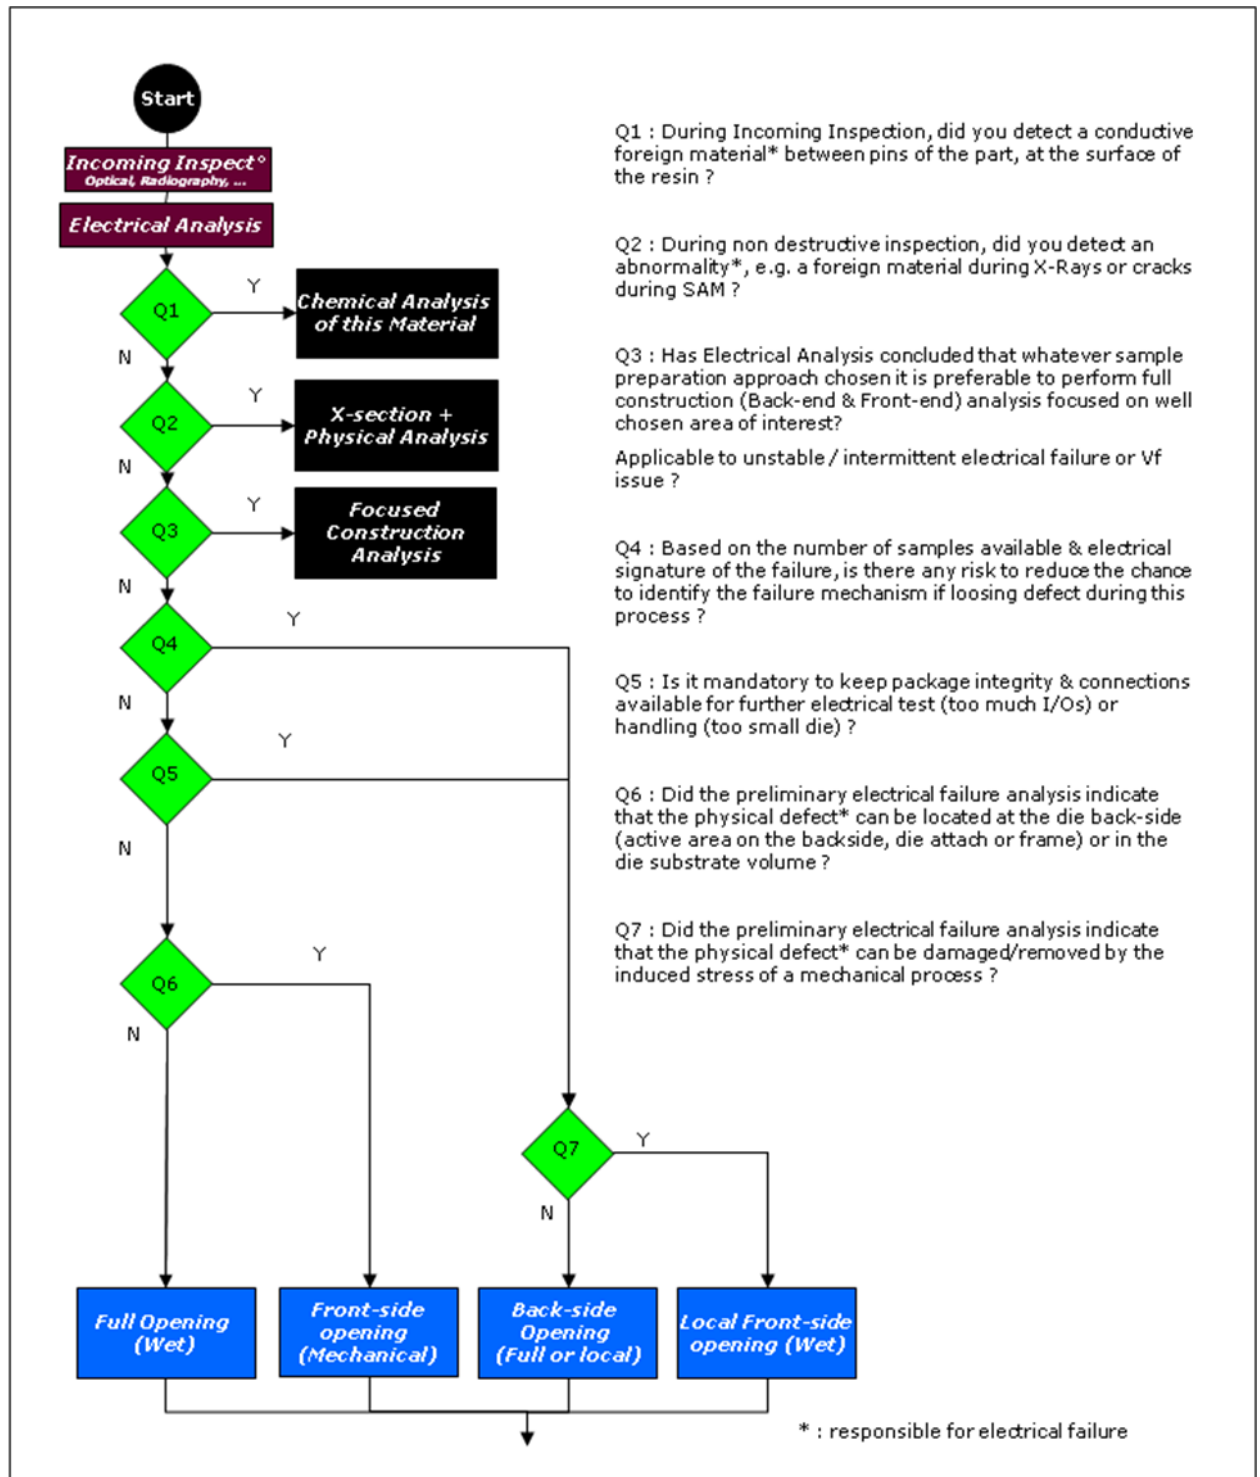 Start
Incoming Inspect°
Optical, Radiography, ...
Electrical Analysis
Q1
Y
N
Chemical Analysis
of this Material
Q2
Y
N
X-section +
Physical Analysis
Q3
Y
N
Focused
Construction
Analysis
Q4
Y
N
Q5
Y
N
Q6
Y
N
Q7
Y
N
Full Opening
(Wet)
Front-side
opening
(Mechanical)
Back-side
Opening
(Full or local)
Local Front-side
opening (Wet)
Q1 : During Incoming Inspection, did you detect a conductive
foreign material* between pins of the part, at the surface of
the resin ?
Q2 : During non destructive inspection, did you detect an
abnormality*, e.g. a foreign material during X-Rays or cracks
during SAM ?
Q3 : Has Electrical Analysis concluded that whatever sample
preparation approach chosen it is preferable to perform full
construction (Back-end & Front-end) analysis focused on well
chosen area of interest?
Applicable to unstable / intermittent electrical failure or Vf
issue ?
Q4 : Based on the number of samples available & electrical
signature of the failure, is there any risk to reduce the chance
to identify the failure mechanism if loosing defect during this
process ?
Q5 : Is it mandatory to keep package integrity & connections
available for further electrical test (too much I/Os) or
handling (too small die) ?
Q6 : Did the preliminary electrical failure analysis indicate
that the physical defect* can be located at the die back-side
(active area on the backside, die attach or frame) or in the
die substrate volume ?
Q7 : Did the preliminary electrical failure analysis indicate
that the physical defect* can be damaged/removed by the
induced stress of a mechanical process ?
* : responsible for electrical failure